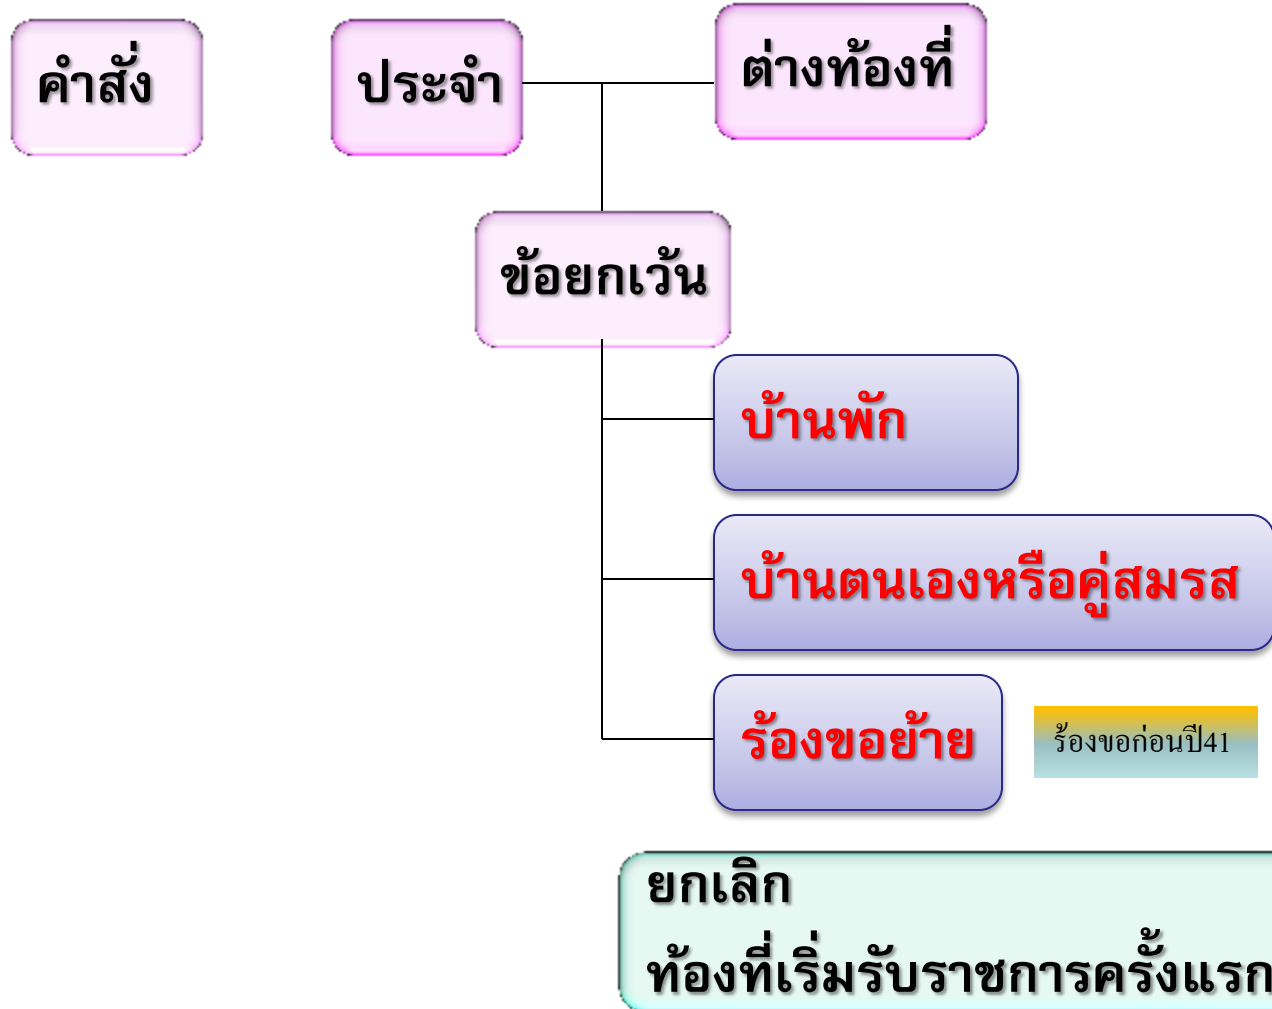 คำสั่ง
ประจำ
ต่างท้องที่
ข้อยกเว้น
บ้านพัก
บ้านตนเองหรือคู่สมรส
ร้องขอย้าย
ร้องขอก่อนปี41
ยกเลิก
ท้องที่เริ่มรับราชการครั้งแรก